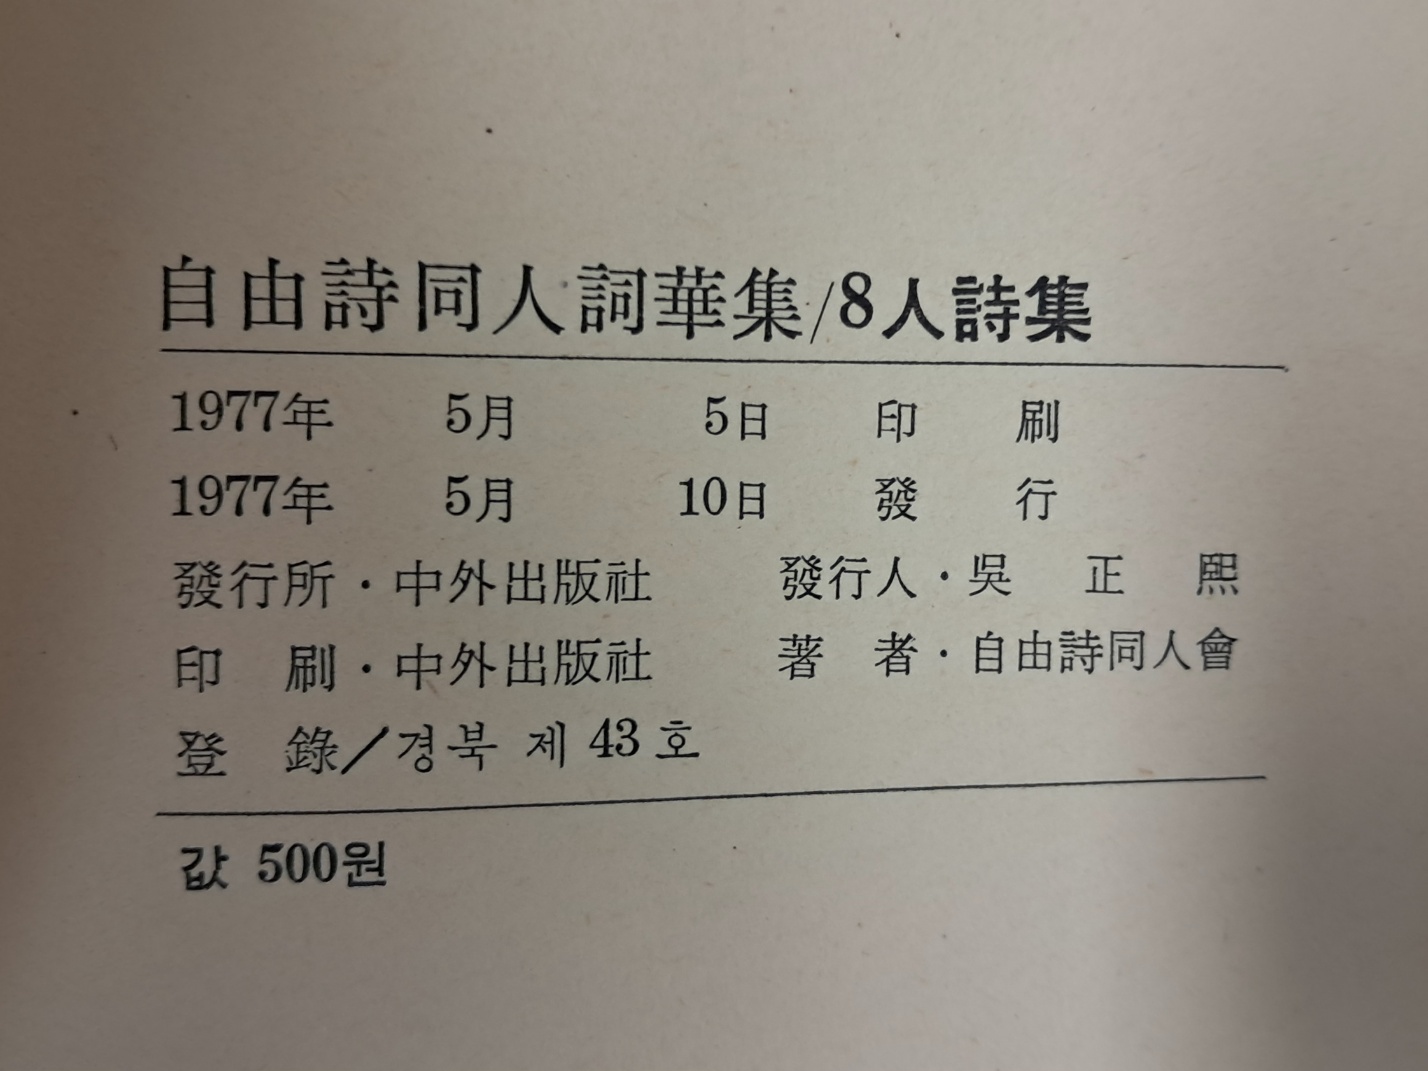 自由詩同人詞華集/8人詩集
1977年 5月 5日 印 刷
1977年 5月 10日 發 行
發行所・中外出版社 發行人・吳 正 熙
印 刷・中外出版社 著 者・自由詩同人會
登 錄/경북 제 43 호
값 500원